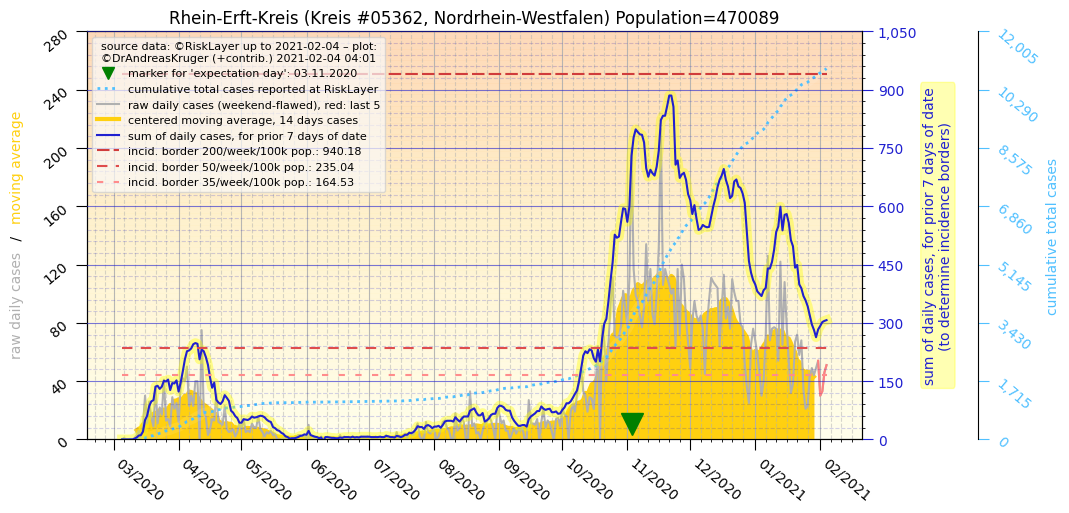 Rhein-Erft-Kreis (Kreis #05362, Nordrhein-Westfalen) Population=470089
source data: ©RiskLayer up to 2021-02-04 – plot:
©DrAndreasKruger (+contrib.) 2021-02-04 04:01
marker for 'expectation day': 03.11.2020
cumulative total cases reported at RiskLayer
raw daily cases (weekend-flawed), red: last 5
centered moving average, 14 days cases
sum of daily cases, for prior 7 days of date
incid. border 200/week/100k pop.: 940.18
incid. border 50/week/100k pop.: 235.04
incid. border 35/week/100k pop.: 164.53
raw daily cases / moving average
280
240
200
160
120
80
40
0
03/2020
04/2020
05/2020
06/2020
07/2020
08/2020
09/2020
10/2020
11/2020
12/2020
01/2021
02/2021
1,050
900
750
600
450
300
150
0
sum of daily cases, for prior 7 days of date
(to determine incidence borders)
12,005
10,290
8,575
6,860
5,145
3,430
1,715
0
cumulative total cases